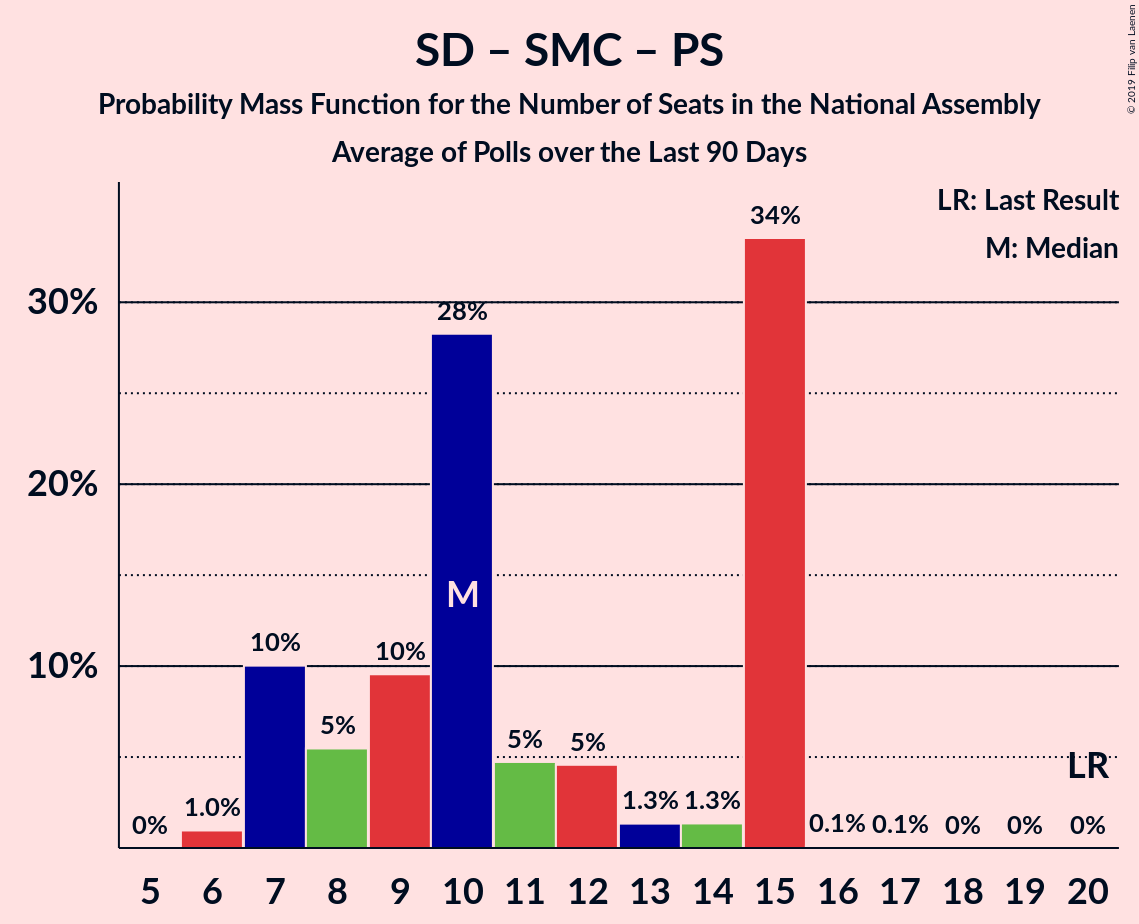 SD – SMC – PS
Probability Mass Function for the Number of Seats in the National Assembly
Average of Polls over the Last 90 Days
© 2019 Filip van Laenen
LR: Last Result
M: Median
34%
30%
28%
20%
M
10%
10%
10%
5%
5%
5%
LR
0%
1.0%
1.3%
1.3%
0.1%
0.1%
0%
0%
0%
5 6 7 8 9 10 11 12 13 14 15 16 17 18 19 20